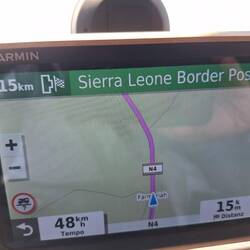 GARMIN
15km Sierra Leone Border Pos
N4
48 km/h
Tempo
N4
15 km
Distanz